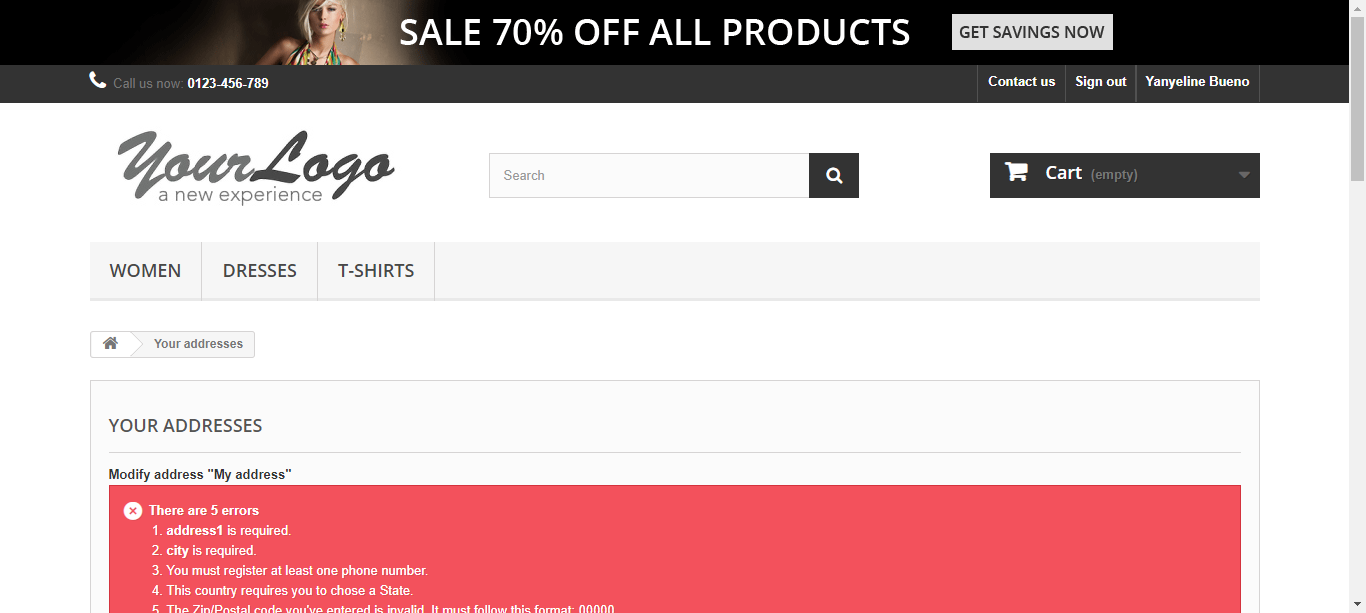 SALE 70% OFF ALL PRODUCTS
GET SAVINGS NOW
Call us now: 0123-456-789
Contact us
Sign out
Yanyeline Bueno
YourLogo
a new experience
Search
Cart (empty)
WOMEN
DRESSES
T-SHIRTS
Your addresses
YOUR ADDRESSES
Modify address "My address"
There are 5 errors
1. address1 is required.
2. city is required.
3. You must register at least one phone number.
4. This country requires you to chose a State.
5. The Zip/Postal code you've entered is invalid. It must follow this format: 00000